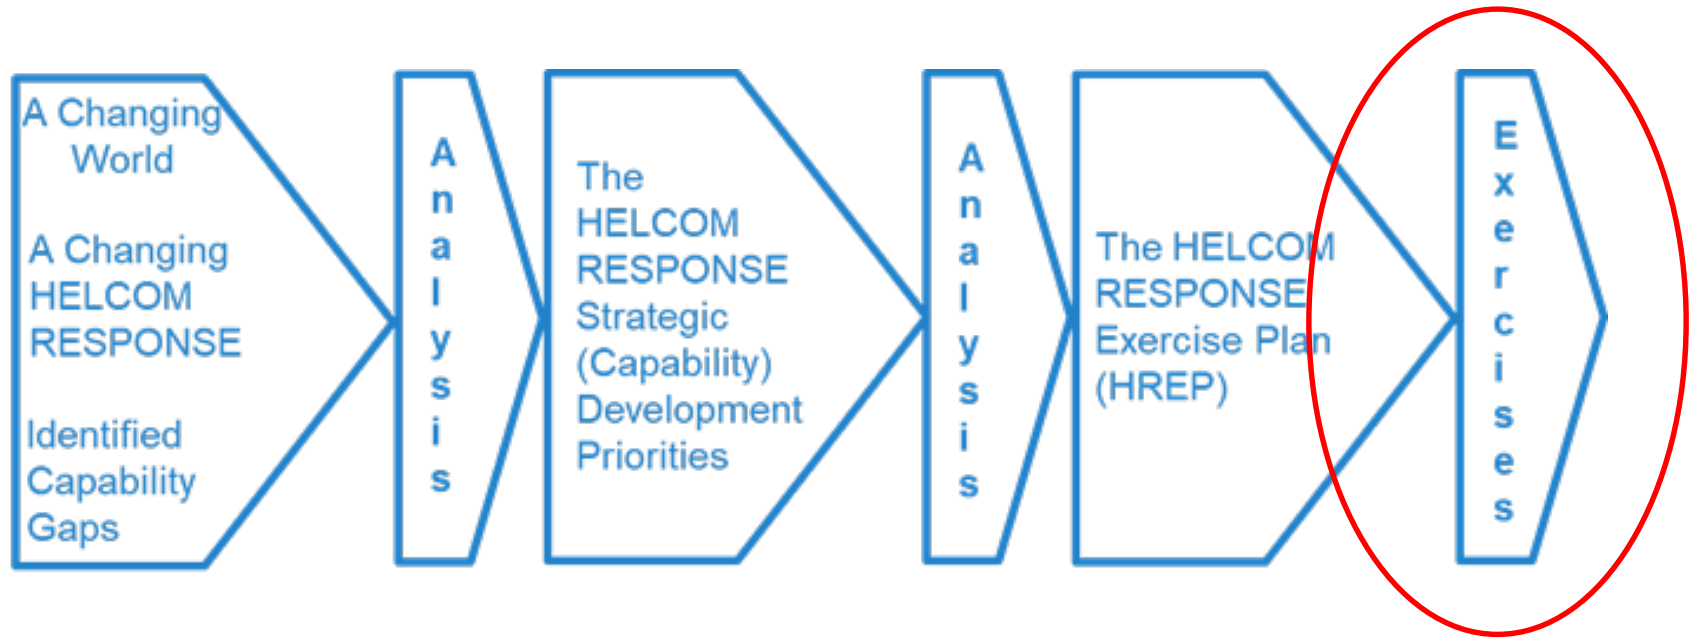 A Changing
World
A Changing
HELCOM
RESPONSE
Identified
Capability
Gaps
Analysis
The
HELCOM
RESPONSE
Strategic
(Capability)
Development
Priorities
Analysis
The HELCOM
RESPONSE
Exercise Plan
(HREP)
Exercises